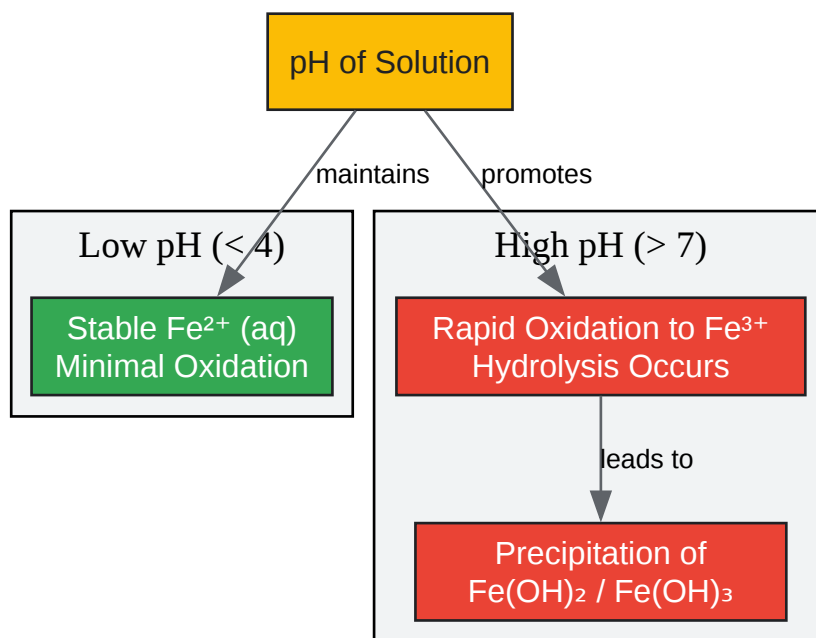 pH of Solution
maintains
promotes
Low pH (< 4)
High pH (> 7)
Stable Fe²⁺ (aq)
Minimal Oxidation
Rapid Oxidation to Fe³⁺
Hydrolysis Occurs
leads to
Precipitation of
Fe(OH)₂ / Fe(OH)₃